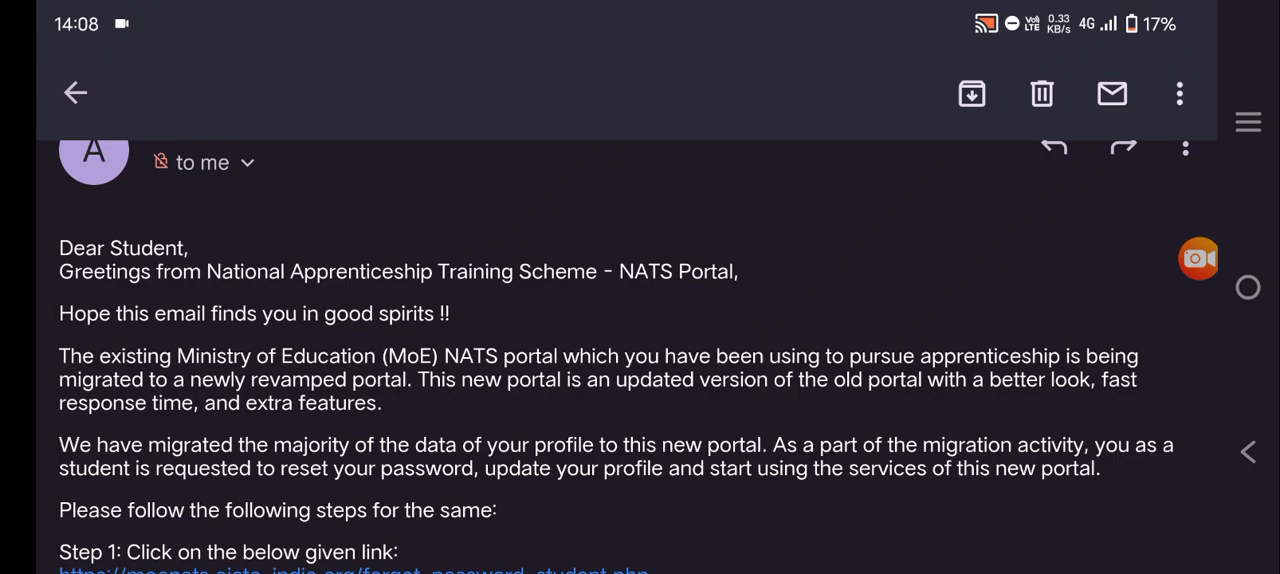 14:08 Vo) LTE 0.33 KB/s 4G 17%
A
to me
Dear Student,
Greetings from National Apprenticeship Training Scheme - NATS Portal,
Hope this email finds you in good spirits !!
The existing Ministry of Education (MoE) NATS portal which you have been using to pursue apprenticeship is being
migrated to a newly revamped portal. This new portal is an updated version of the old portal with a better look, fast
response time, and extra features.
We have migrated the majority of the data of your profile to this new portal. As a part of the migration activity, you as a
student is requested to reset your password, update your profile and start using the services of this new portal.
Please follow the following steps for the same:
Step 1: Click on the below given link: